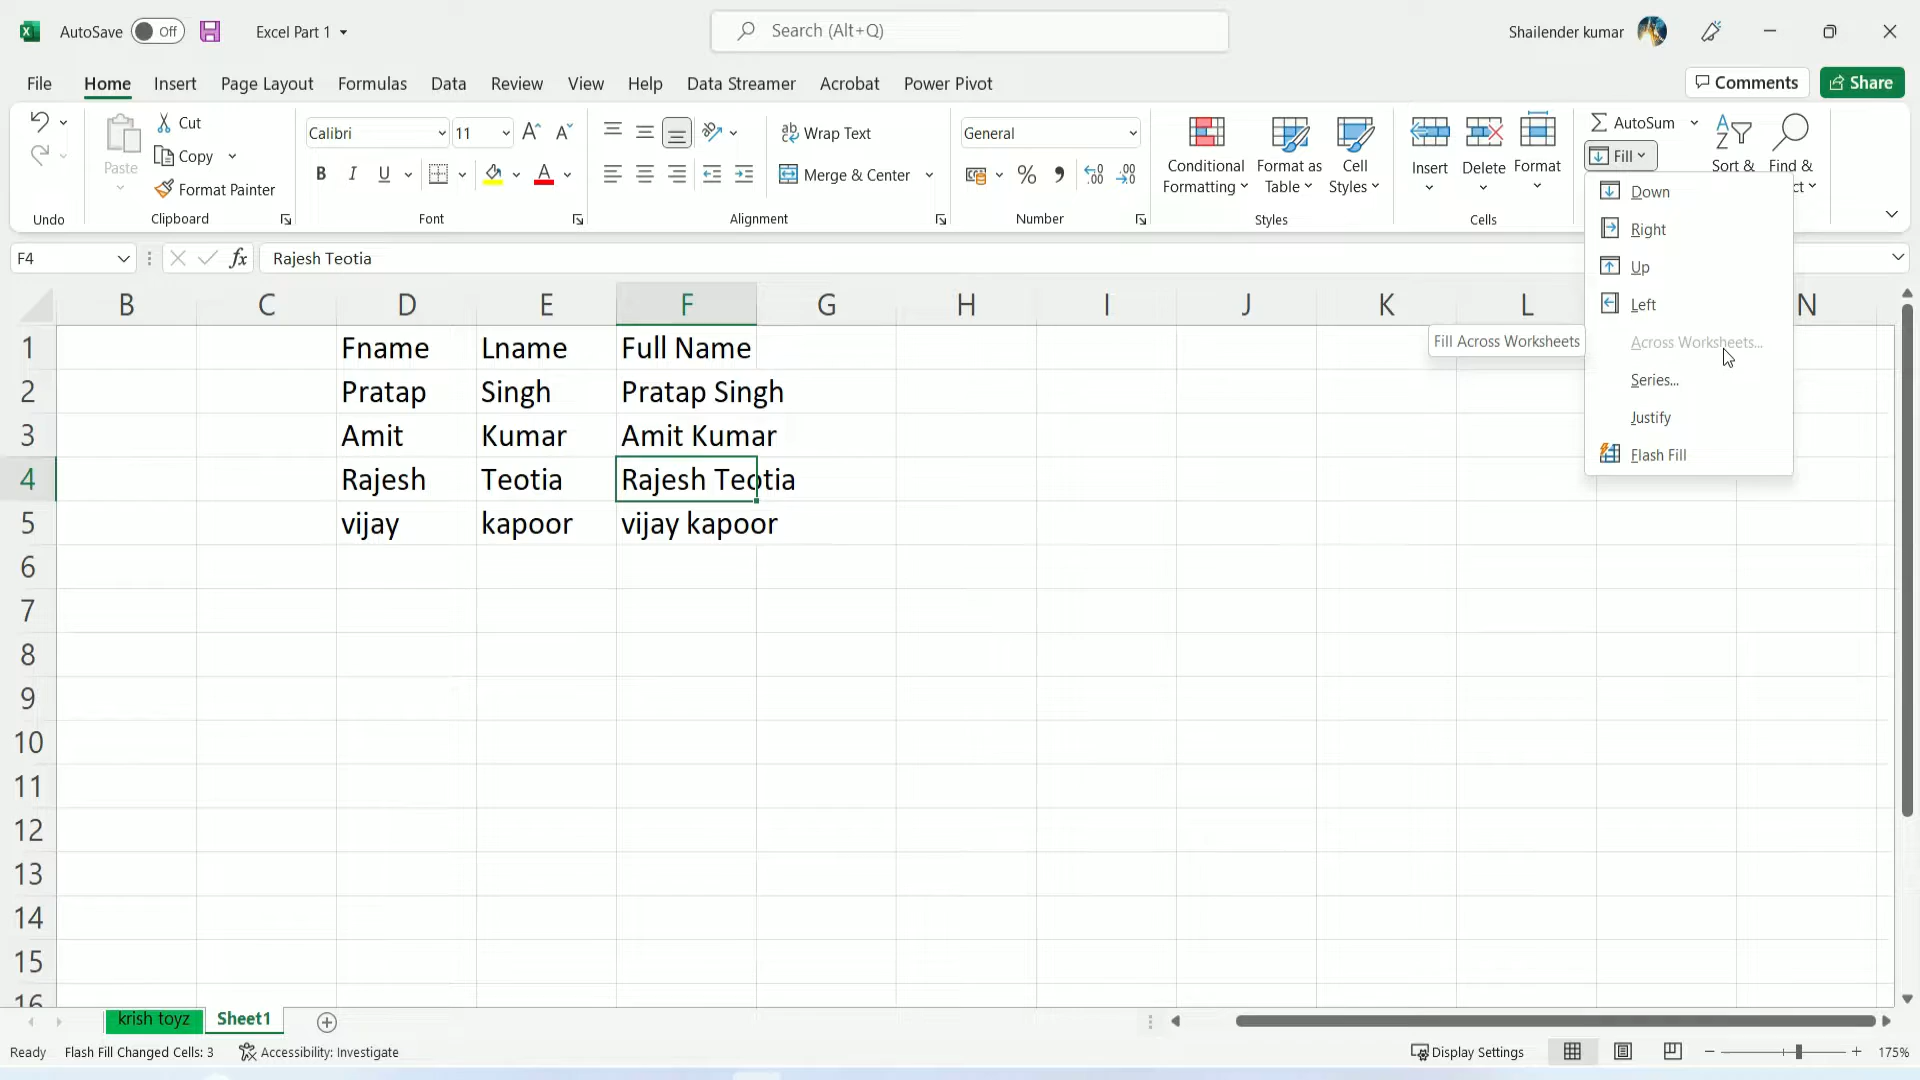 AutoSave Off Excel Part 1 Search (Alt+Q) Shailender kumar
File Home Insert Page Layout Formulas Data Review View Help Data Streamer Acrobat Power Pivot Comments Share
Paste Cut Copy Format Painter
Undo Clipboard
Calibri 11
B I U A
Font
ab Wrap Text
Merge & Center
Alignment
General
% 9
Number
Conditional Formatting
Format as Table
Cell Styles
Styles
Insert Delete Format
Cells
AutoSum
Fill
Sort & Find &
ct
Down
Right
Up
Left
Across Worksheets...
Series...
Justify
Flash Fill
Fill Across Worksheets
F4 fx Rajesh Teotia
B C D E F G H I J K L N
1 Fname Lname Full Name
2 Pratap Singh Pratap Singh
3 Amit Kumar Amit Kumar
4 Rajesh Teotia Rajesh Teotia
5 vijay kapoor vijay kapoor
6
7
8
9
10
11
12
13
14
15
16
krish toyz Sheet1
Ready Flash Fill Changed Cells: 3 Accessibility: Investigate Display Settings 175%